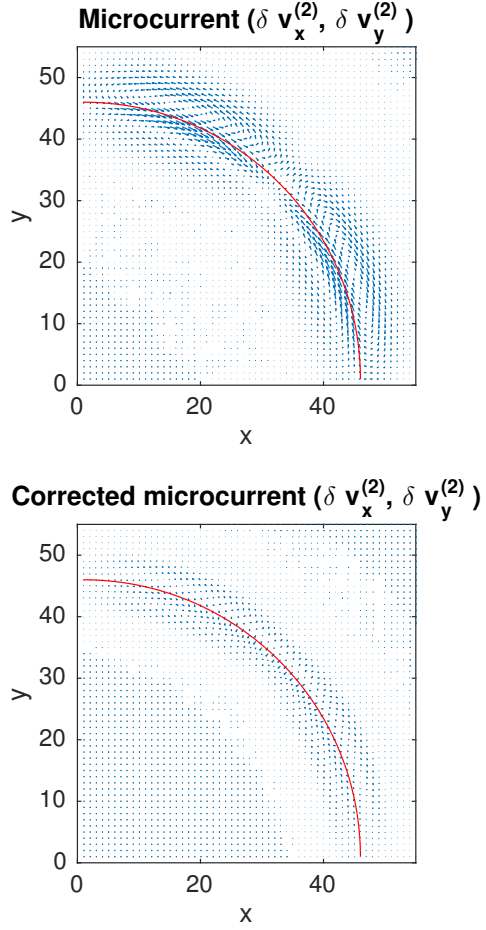 Microcurrent (δ v_x^(2), δ v_y^(2) )
50
40
30
20
10
0
y
0 20 40
x
Corrected microcurrent (δ v_x^(2), δ v_y^(2) )
50
40
30
20
10
0
y
0 20 40
x